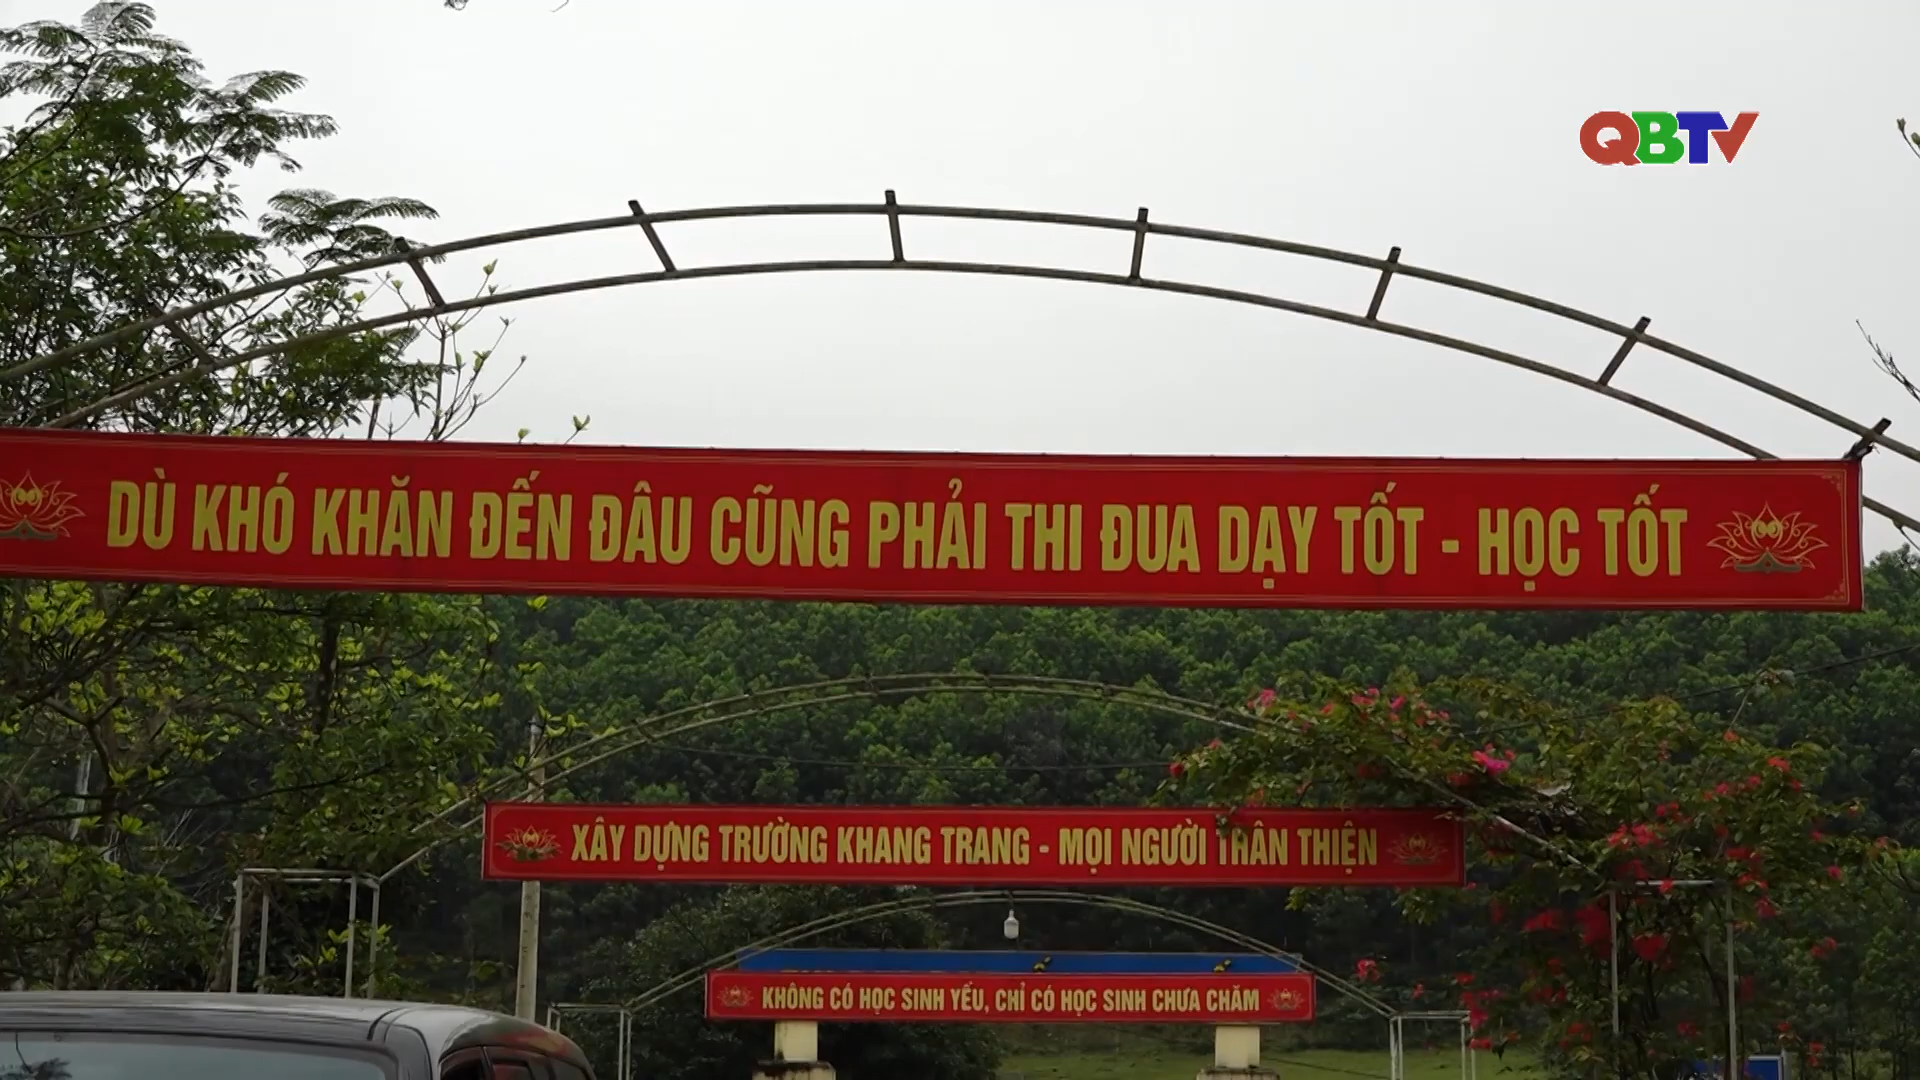 QBTV
DÙ KHÓ KHĂN ĐẾN ĐÂU CŨNG PHẢI THI ĐUA DẠY TỐT - HỌC TỐT
XÂY DỰNG TRƯỜNG KHANG TRANG - MỌI NGƯỜI THÂN THIỆN
KHÔNG CÓ HỌC SINH YẾU, CHỈ CÓ HỌC SINH CHƯA CHĂM